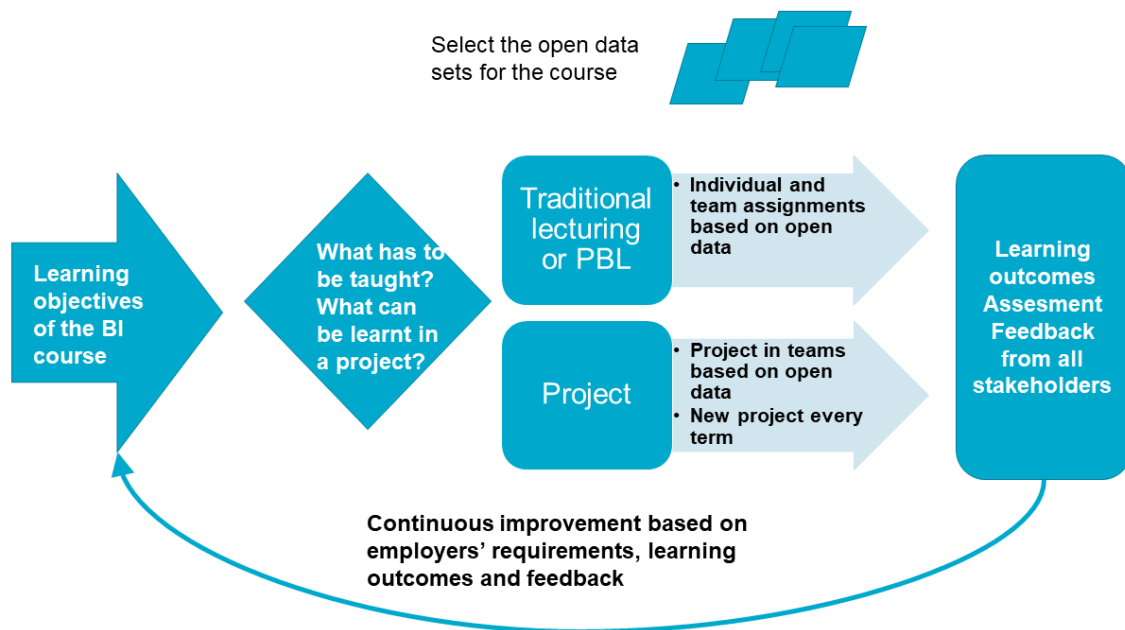 Select the open data
sets for the course
Learning
objectives
of the BI
course
What has to
be taught?
What can
be learnt in
a project?
Traditional
lecturing
or PBL
• Individual and
team assignments
based on open
data
Project
• Project in teams
based on open
data
• New project every
term
Learning
outcomes
Assesment
Feedback
from all
stakeholders
Continuous improvement based on
employers’ requirements, learning
outcomes and feedback